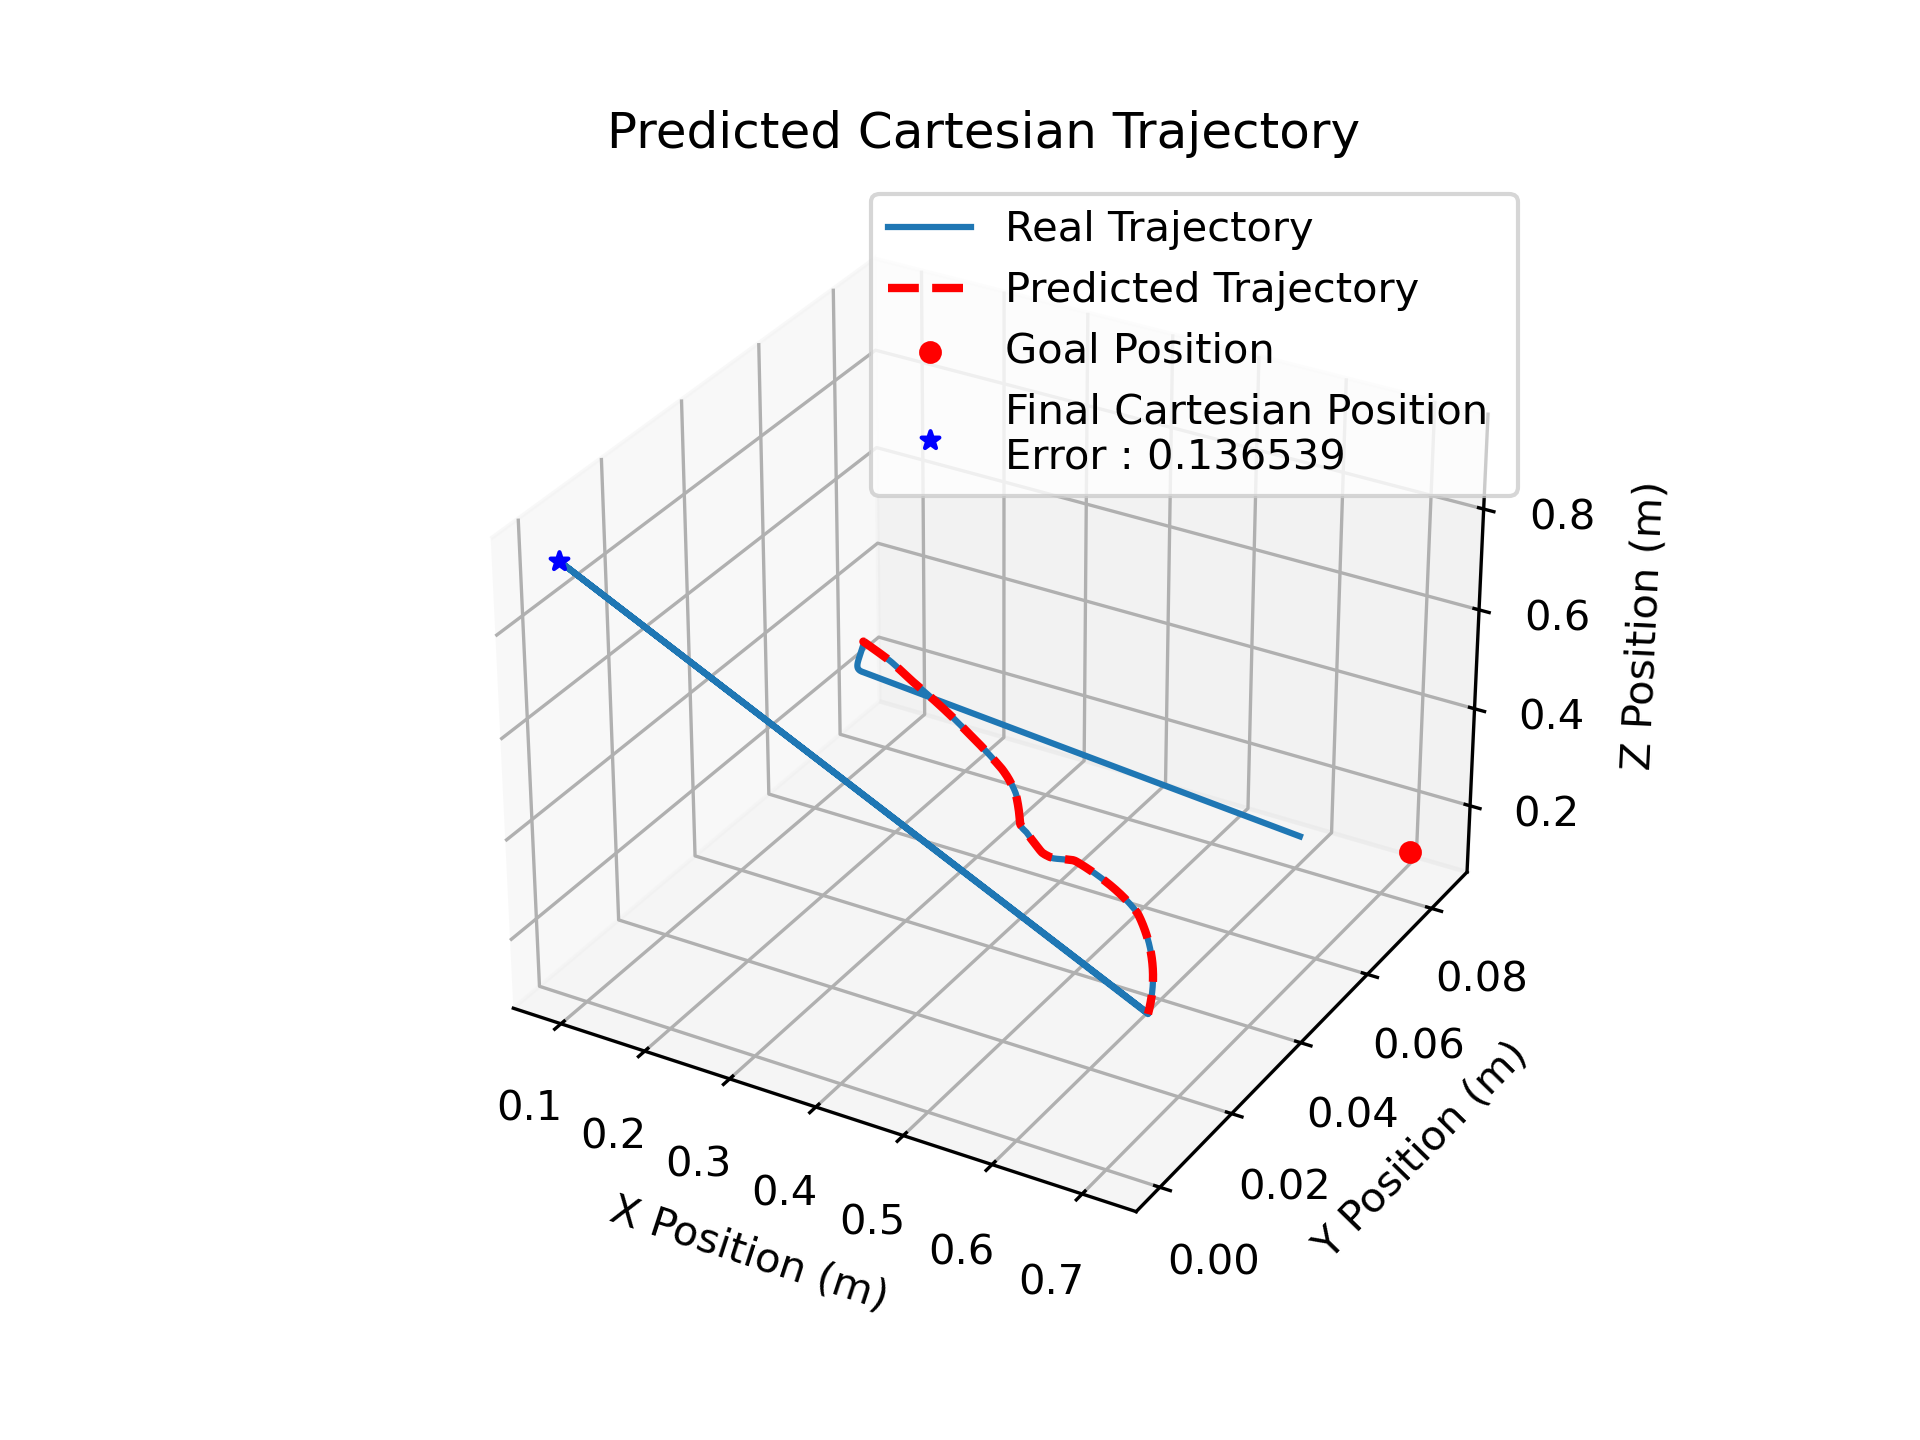 Predicted Cartesian Trajectory
Real Trajectory
Predicted Trajectory
Goal Position
Final Cartesian Position
Error : 0.136539
0.8
0.6
0.4
0.2
Z Position (m)
0.08
0.06
0.04
0.02
0.00
Y Position (m)
0.1
0.2
0.3
0.4
0.5
0.6
0.7
X Position (m)